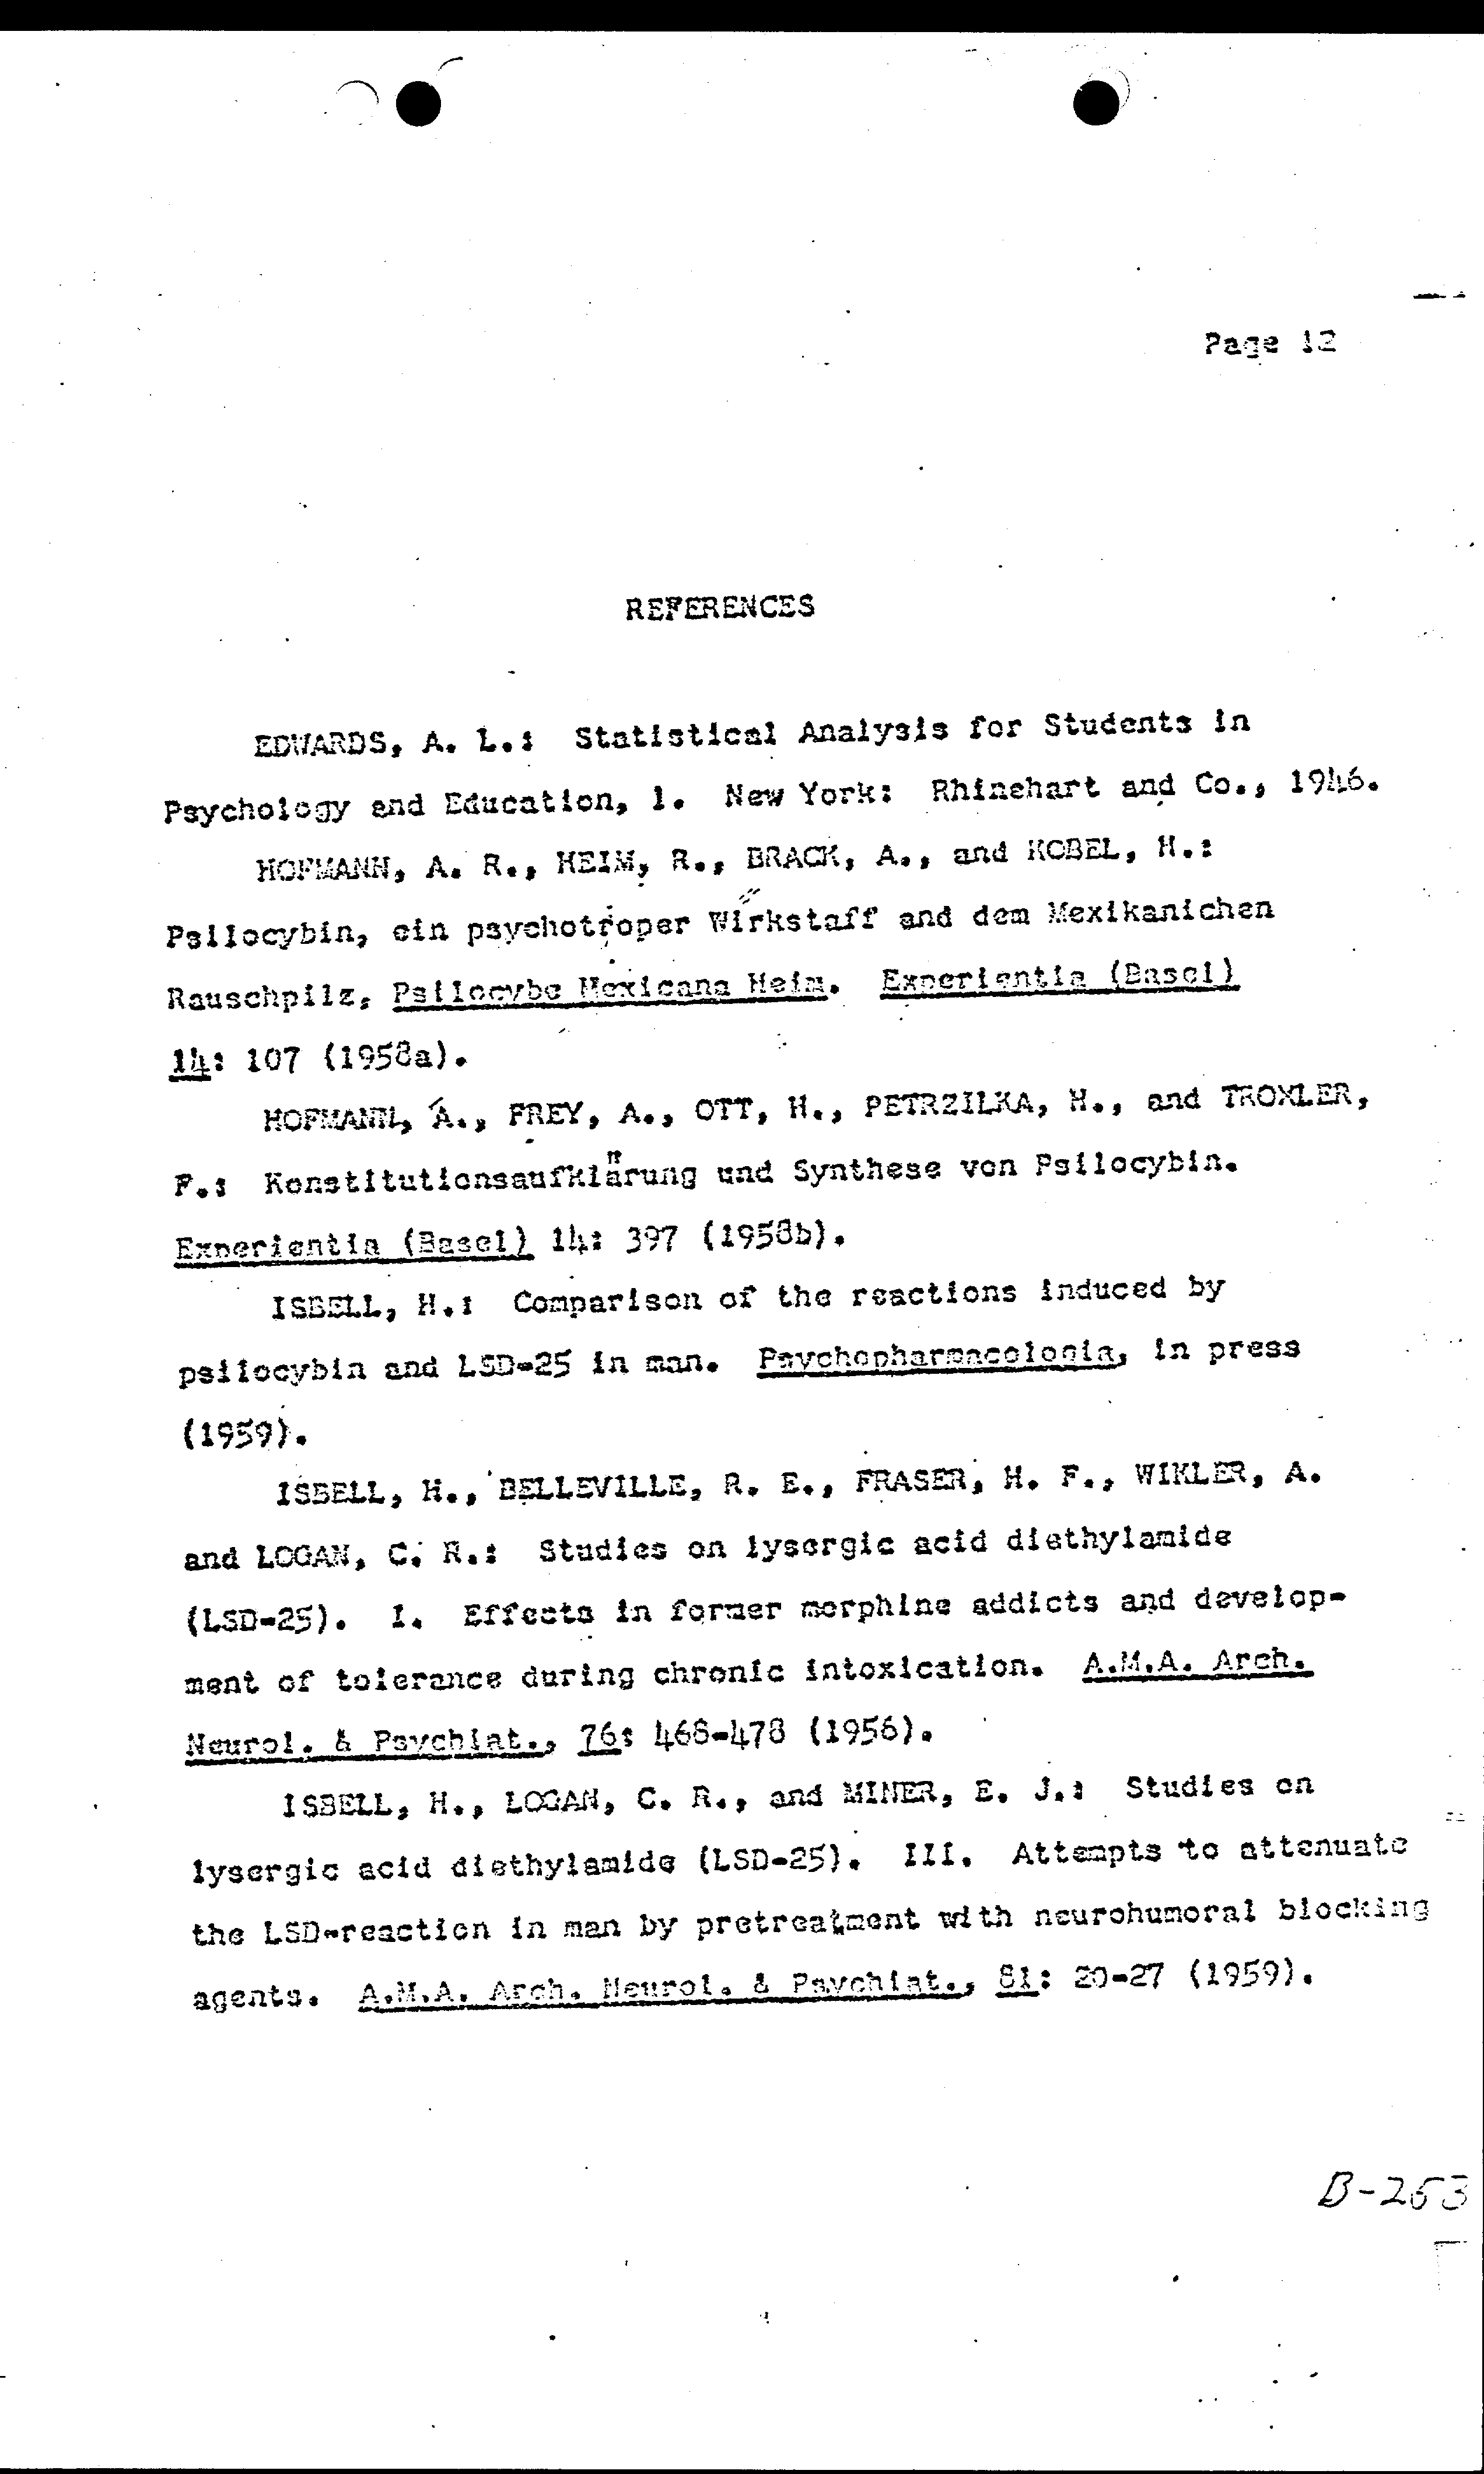 Page 12
REFERENCES
EDWARDS, A. L.: Statistical Analysis for Students in
Psychology and Education, 1. New York: Rhinehart and Co., 1946.
HOFMANN, A. R., HEIM, R., BRACK, A., and KOBEL, H.:
Psilocybin, ein psychotroper Wirkstaff and dem Mexikanichen
Rauschpilz, Psilocybe Mexicana Heim. Experientia (Basel)
14: 107 (1958a).
HOFMANN, A., FREY, A., OTT, H., PETRZILKA, H., and TROXLER,
F.: Konstitutionsaufklärung und Synthese von Psilocybin.
Experientia (Basel) 14: 397 (1958b).
ISBELL, H.: Comparison of the reactions induced by
psilocybin and LSD-25 in man. Psychopharmacologia, in press
(1959).
ISBELL, H., BELLEVILLE, R. E., FRASER, H. F., WIKLER, A.
and LOGAN, C. R.: Studies on lysergic acid diethylamide
(LSD-25). I. Effects in former morphine addicts and develop-
ment of tolerance during chronic intoxication. A.M.A. Arch.
Neurol. & Psychiat., 76: 468-478 (1956).
ISBELL, H., LOGAN, C. R., and MINER, E. J.: Studies on
lysergic acid diethylamide (LSD-25). III. Attempts to attenuate
the LSD-reaction in man by pretreatment with neurohumoral blocking
agents. A.M.A. Arch. Neurol. & Psychiat., 81: 20-27 (1959).
B-263